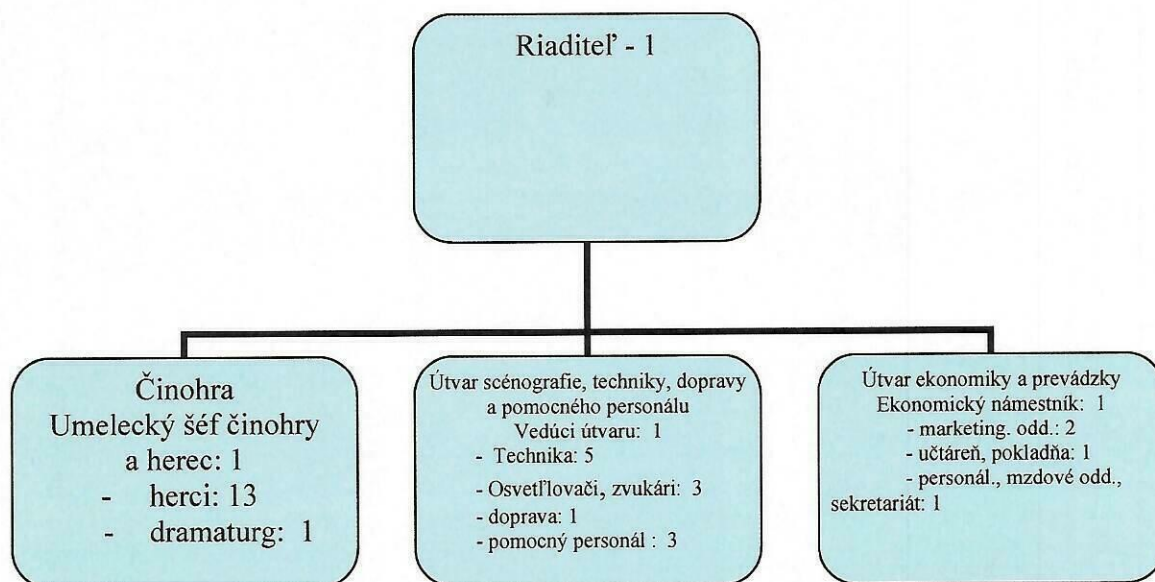 Riaditeľ - 1
Činohra
Umelecký šéf činohry
a herec: 1
- herci: 13
- dramaturg: 1
Útvar scénografie, techniky, dopravy
a pomocného personálu
Vedúci útvaru: 1
- Technika: 5
- Osvetľlovači, zvukári: 3
- doprava: 1
- pomocný personál : 3
Útvar ekonomiky a prevádzky
Ekonomický námestník: 1
- marketing. odd.: 2
- učtáreň, pokladňa: 1
- personál., mzdové odd.,
sekretariát: 1